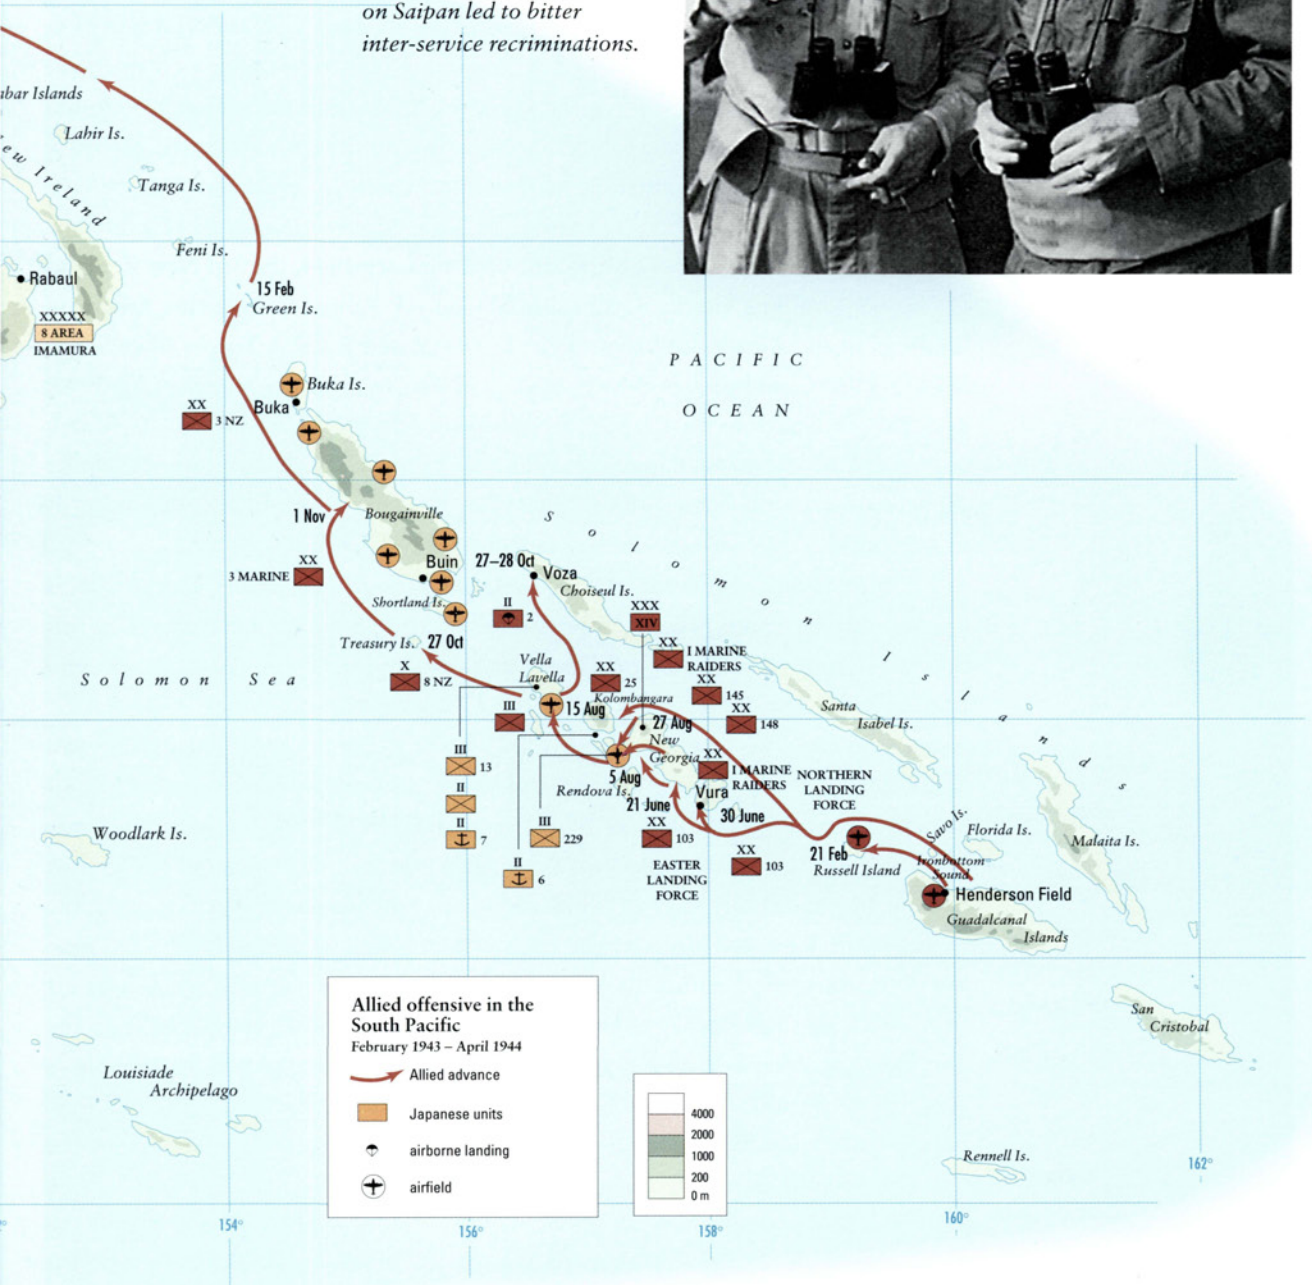 on Saipan led to bitter
inter-service recriminations.
Islands
Lahir Is.
Tanga Is.
Ireland
Feni Is.
Rabaul
XXXXX
8 AREA
IMAMURA
15 Feb
Green Is.
Buka Is.
Buka
XX
3 NZ
PACIFIC
OCEAN
1 Nov
Bougainville
XX
3 MARINE
Buin
Shortland Is.
Treasury Is.
27 Oct
27–28 Oct
Voza
Choiseul Is.
Solomon Islands
II
2
XXX
XIV
XX
I MARINE
RAIDERS
XX
145
XX
148
Solomon Sea
X
8 NZ
Vella
Lavella
XX
25
Kolombangara
III
15 Aug
27 Aug
New
Georgia
XX
I MARINE
RAIDERS
Santa
Isabel Is.
5 Aug
Rendova Is.
21 June
Vura
30 June
NORTHERN
LANDING
FORCE
III
13
II
II
7
III
229
II
6
XX
103
EASTER
LANDING
FORCE
XX
103
Woodlark Is.
21 Feb
Russell Island
Savo Is.
Florida Is.
Malaita Is.
Ironbottom
Sound
Henderson Field
Guadalcanal
Islands
San
Cristobal
Rennell Is.
Louisiade
Archipelago
Allied offensive in the
South Pacific
February 1943 – April 1944
Allied advance
Japanese units
airborne landing
airfield
4000
2000
1000
200
0 m
154°
156°
158°
160°
162°